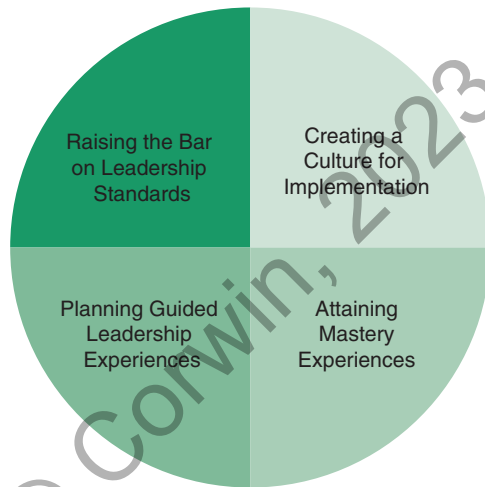 Raising the Bar
on Leadership
Standards
Creating a
Culture for
Implementation
Planning Guided
Leadership
Experiences
Attaining
Mastery
Experiences
© Corwin, 2023